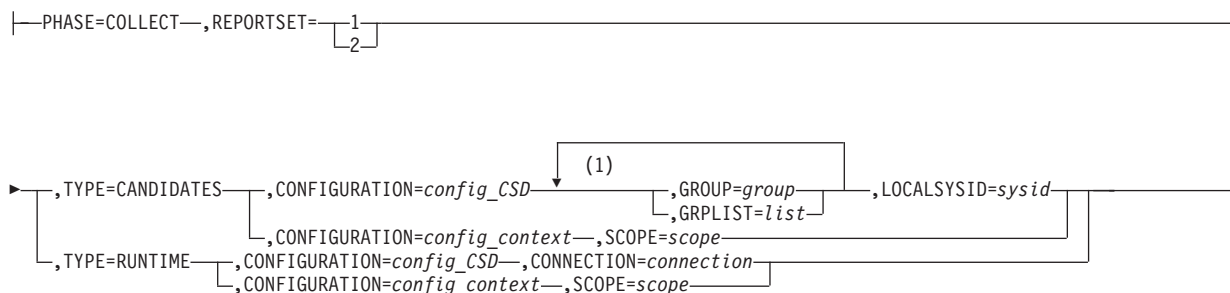 PHASE=COLLECT ,REPORTSET= 1
2
(1)
,TYPE=CANDIDATES ,CONFIGURATION=config_CSD ,GROUP=group ,LOCALSYSID=sysid
,GRPLIST=list
,CONFIGURATION=config_context ,SCOPE=scope
,TYPE=RUNTIME ,CONFIGURATION=config_CSD ,CONNECTION=connection
,CONFIGURATION=config_context ,SCOPE=scope